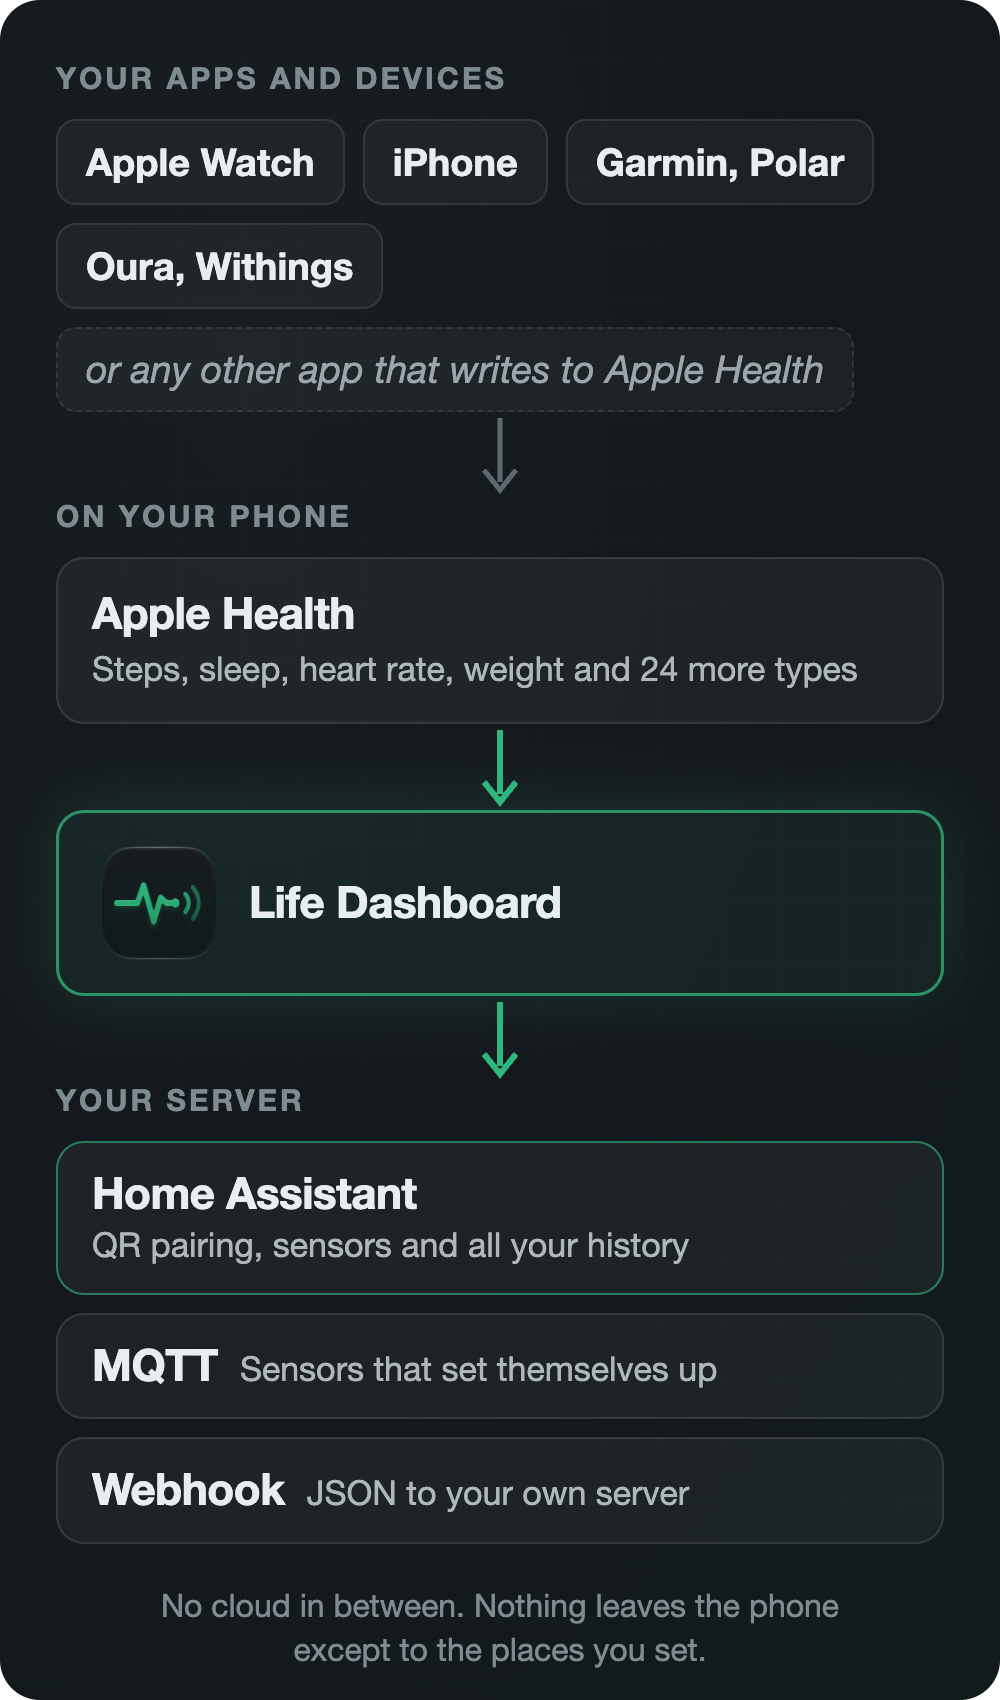 YOUR APPS AND DEVICES
Apple Watch
iPhone
Garmin, Polar
Oura, Withings
or any other app that writes to Apple Health
ON YOUR PHONE
Apple Health
Steps, sleep, heart rate, weight and 24 more types
Life Dashboard
YOUR SERVER
Home Assistant
QR pairing, sensors and all your history
MQTT Sensors that set themselves up
Webhook JSON to your own server
No cloud in between. Nothing leaves the phone
except to the places you set.